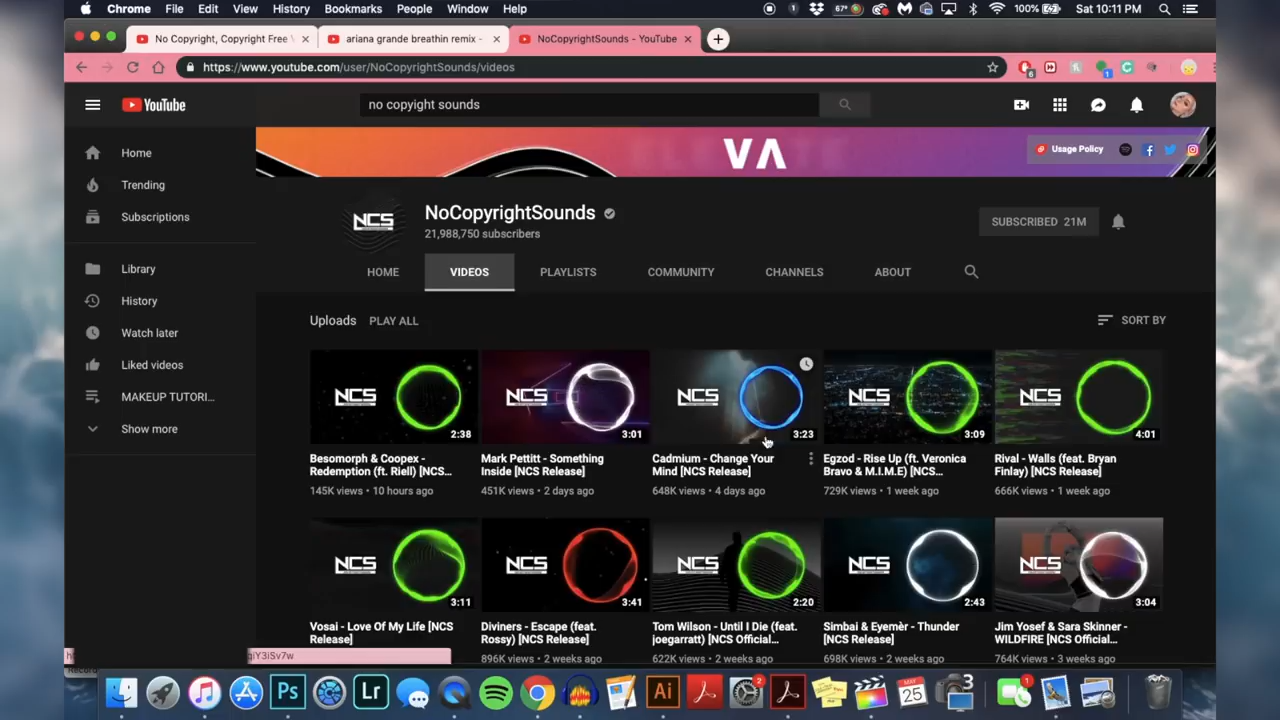 Chrome File Edit View History Bookmarks People Window Help 1 67° 100% Sat 10:11 PM
No Copyright, Copyright Free ariana grande breathin remix - NoCopyrightSounds - YouTube
https://www.youtube.com/user/NoCopyrightSounds/videos
YouTube no copyight sounds
Home
Trending
Subscriptions
Library
History
Watch later
Liked videos
MAKEUP TUTORI...
Show more
VΛ
Usage Policy
NCS
NoCopyrightSounds
21,988,750 subscribers
SUBSCRIBED 21M
HOME VIDEOS PLAYLISTS COMMUNITY CHANNELS ABOUT
Uploads PLAY ALL SORT BY
NCS NCS NCS NCS NCS
2:38 3:01 3:23 3:09 4:01
Besomorph & Coopex -
Redemption (ft. Riell) [NCS...
145K views • 10 hours ago
Mark Pettitt - Something
Inside [NCS Release]
451K views • 2 days ago
Cadmium - Change Your
Mind [NCS Release]
648K views • 4 days ago
Egzod - Rise Up (ft. Veronica
Bravo & M.I.M.E) [NCS...
729K views • 1 week ago
Rival - Walls (feat. Bryan
Finlay) [NCS Release]
666K views • 1 week ago
NCS NCS NCS NCS NCS
3:11 3:41 2:20 2:43 3:04
Vosai - Love Of My Life [NCS
Release]
Diviners - Escape (feat.
Rossy) [NCS Release]
896K views • 2 weeks ago
Tom Wilson - Until I Die (feat.
joegarratt) [NCS Official...
622K views • 2 weeks ago
Simbai & Eyemèr - Thunder
[NCS Release]
698K views • 2 weeks ago
Jim Yosef & Sara Skinner -
WILDFIRE [NCS Official...
764K views • 3 weeks ago
Ps Lr Ai 2 MAY 25 3 1